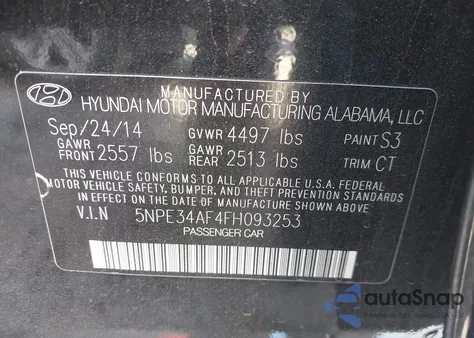 MANUFACTURED BY
HYUNDAI MOTOR MANUFACTURING ALABAMA, LLC
Sep/24/14 GVWR 4497 lbs PAINT S3
GAWR FRONT 2557 lbs GAWR REAR 2513 lbs TRIM CT
THIS VEHICLE CONFORMS TO ALL APPLICABLE U.S.A. FEDERAL
MOTOR VEHICLE SAFETY, BUMPER, AND THEFT PREVENTION STANDARDS
IN EFFECT ON THE DATE OF MANUFACTURE SHOWN ABOVE.
V.I.N 5NPE34AF4FH093253
PASSENGER CAR
autoSnap